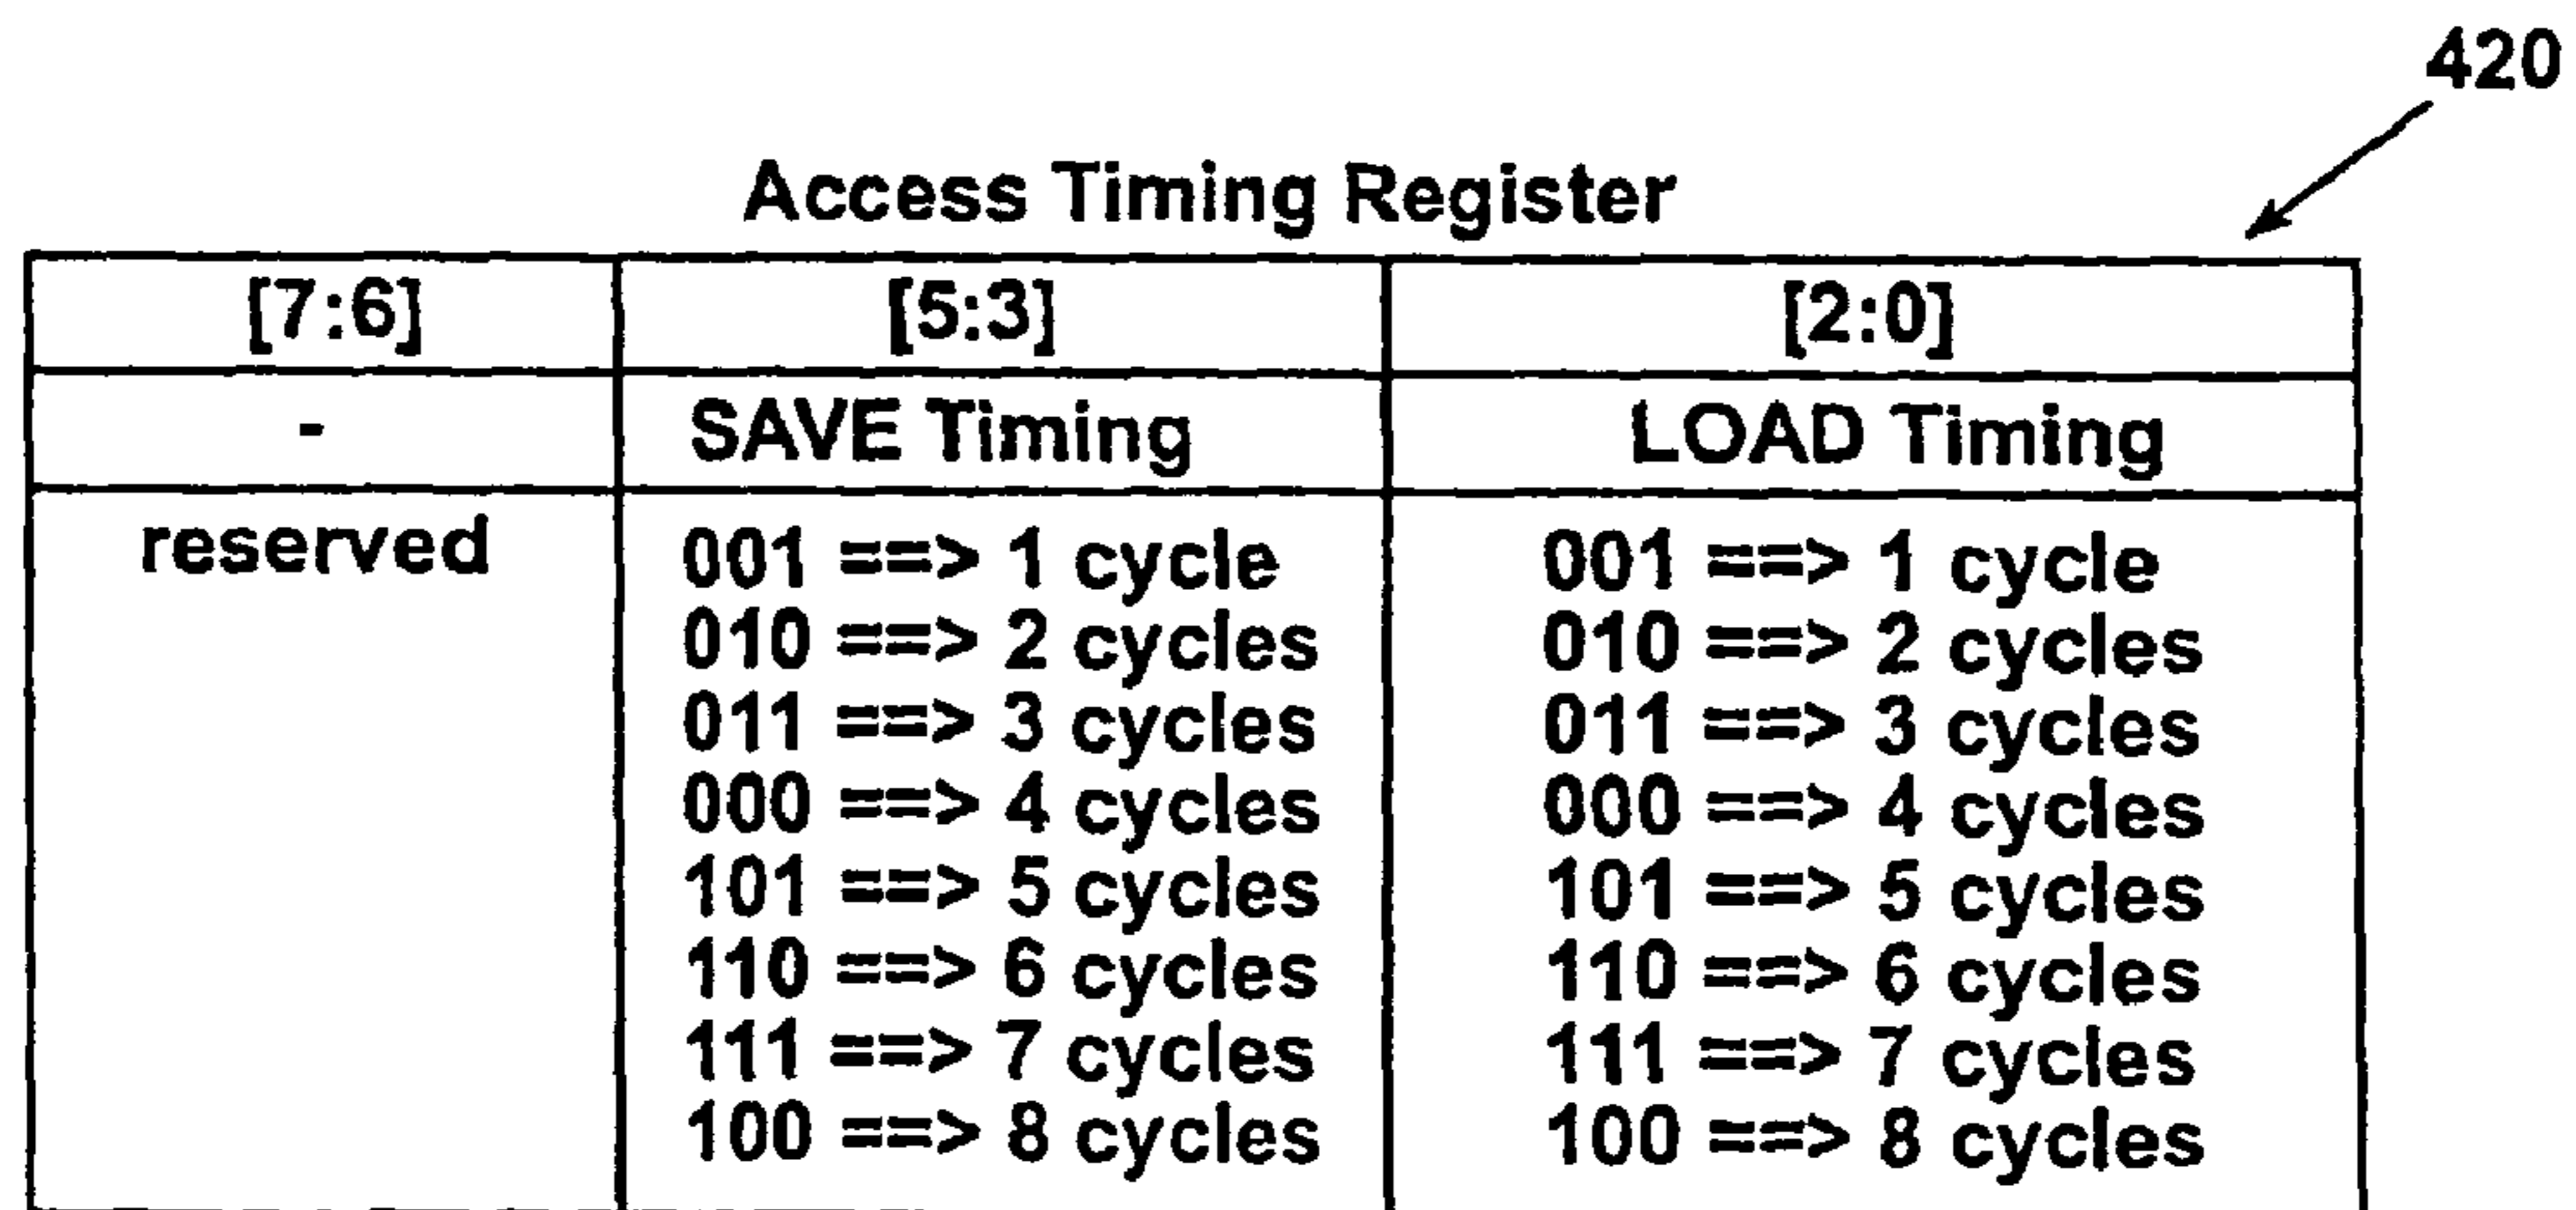 420
Access Timing Register
[7:6] [5:3] [2:0]
- SAVE Timing LOAD Timing
reserved 001 ==> 1 cycle 001 ==> 1 cycle
010 ==> 2 cycles 010 ==> 2 cycles
011 ==> 3 cycles 011 ==> 3 cycles
000 ==> 4 cycles 000 ==> 4 cycles
101 ==> 5 cycles 101 ==> 5 cycles
110 ==> 6 cycles 110 ==> 6 cycles
111 ==> 7 cycles 111 ==> 7 cycles
100 ==> 8 cycles 100 ==> 8 cycles